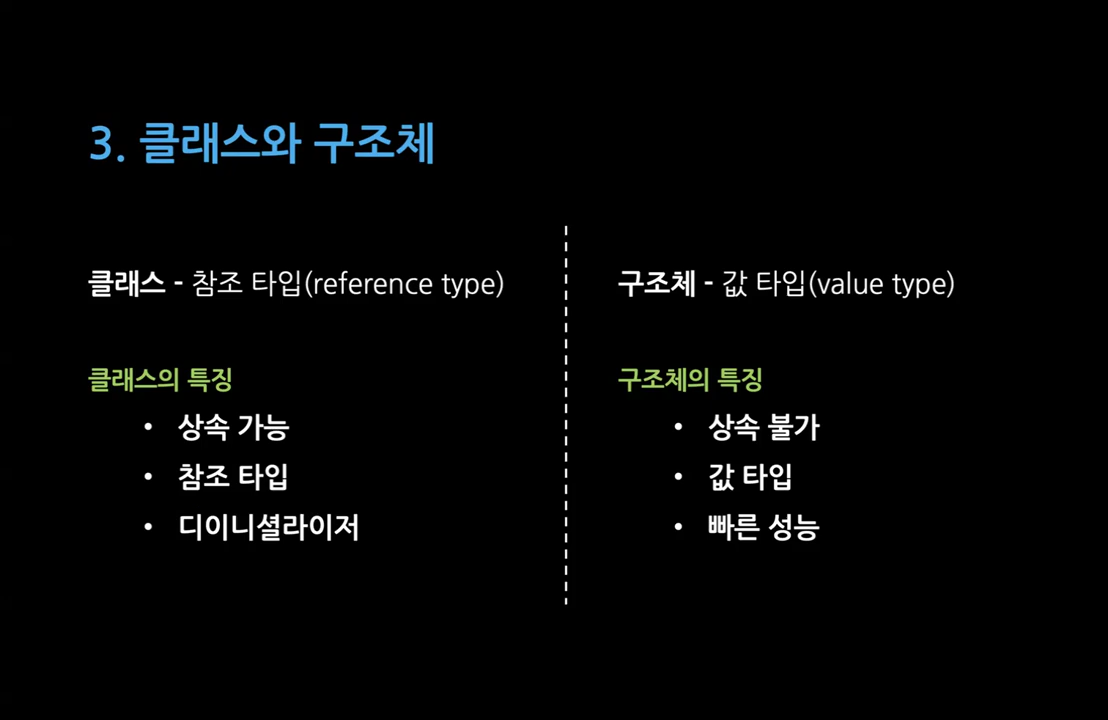 3. 클래스와 구조체
클래스 - 참조 타입(reference type)
클래스의 특징
• 상속 가능
• 참조 타입
• 디이니셜라이저
구조체 - 값 타입(value type)
구조체의 특징
• 상속 불가
• 값 타입
• 빠른 성능